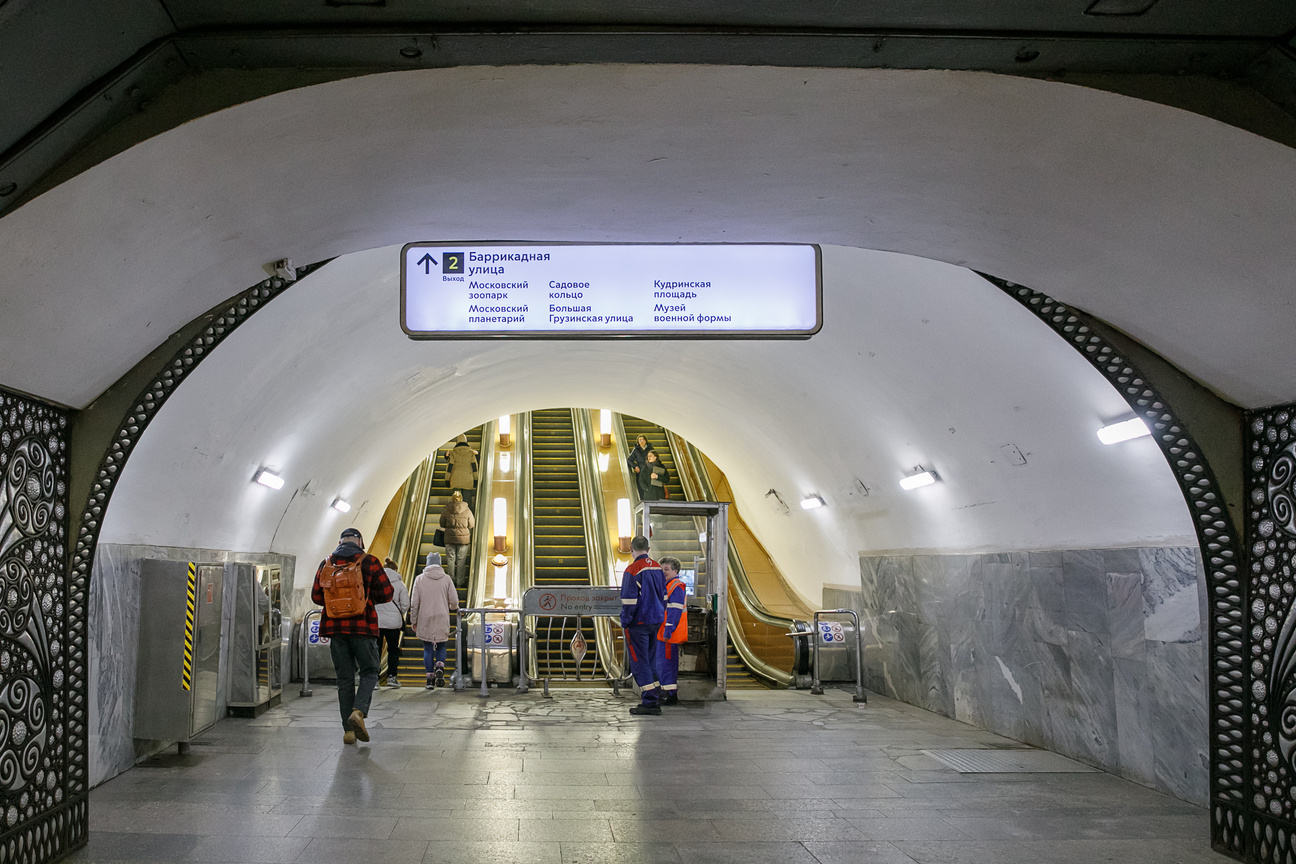 2
Выход
Баррикадная
улица
Московский
зоопарк
Садовое
кольцо
Кудринская
площадь
Московский
планетарий
Большая
Грузинская улица
Музей
военной формы
Проход закрыт
No entry